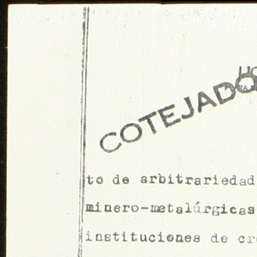 COTEJADO
to de arbitrariedad
minero-metalúrgicas
instituciones de cr